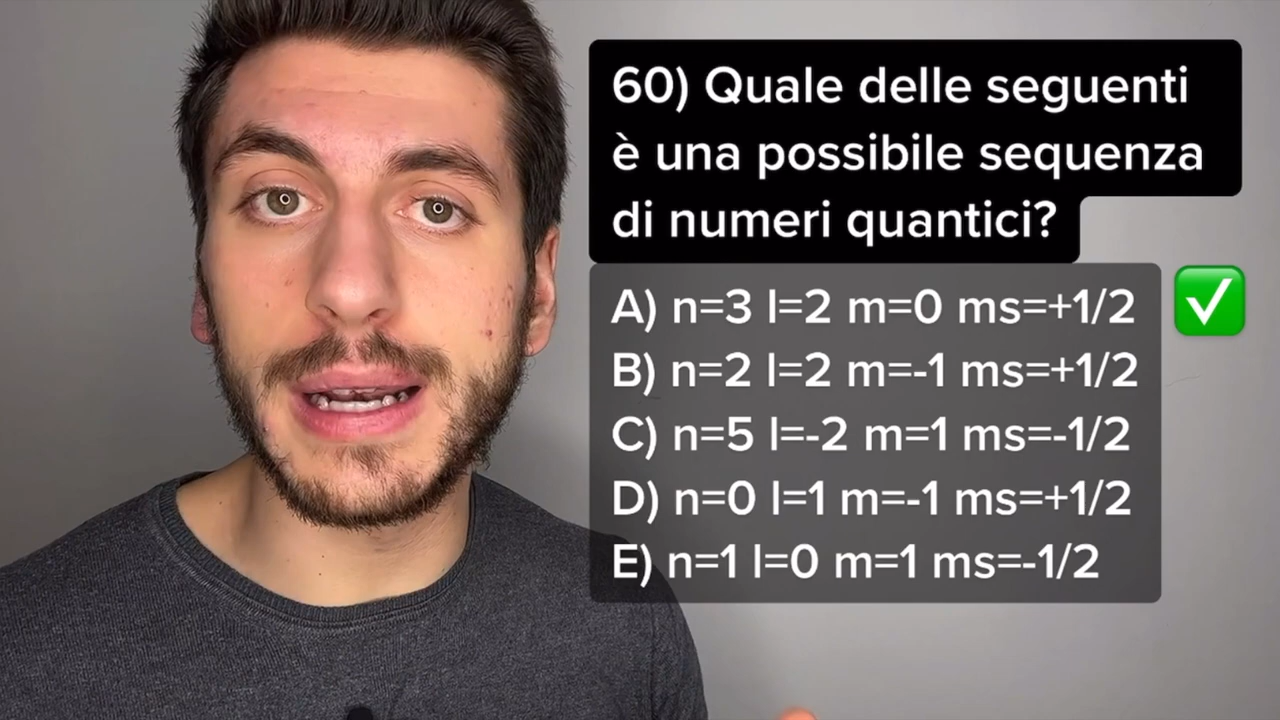 60) Quale delle seguenti
è una possibile sequenza
di numeri quantici?
A) n=3 l=2 m=0 ms=+1/2
B) n=2 l=2 m=-1 ms=+1/2
C) n=5 l=-2 m=1 ms=-1/2
D) n=0 l=1 m=-1 ms=+1/2
E) n=1 l=0 m=1 ms=-1/2